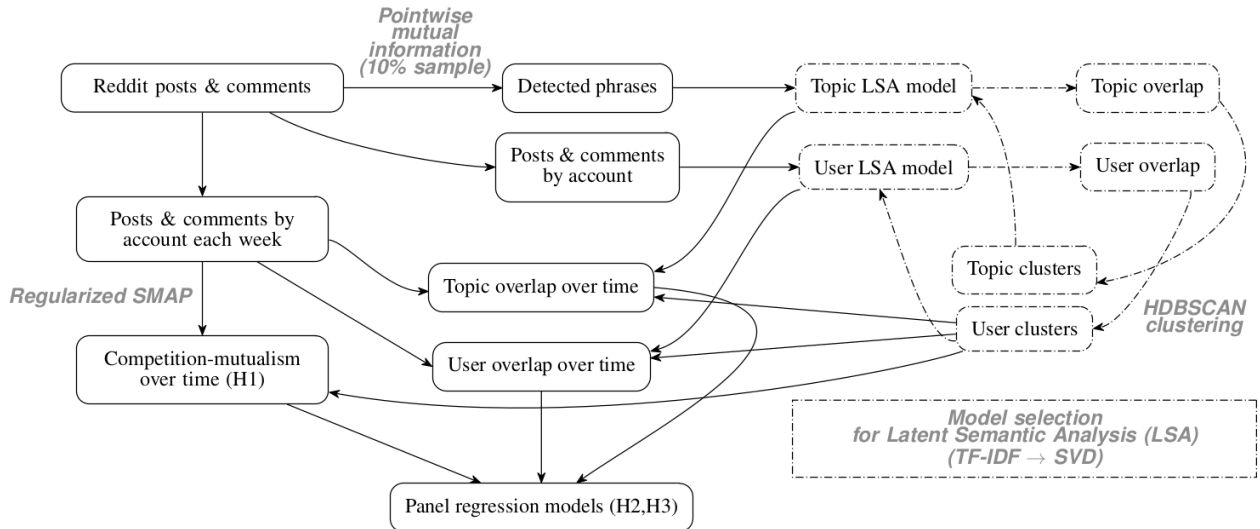 Pointwise
mutual
information
(10% sample)
Reddit posts & comments
Detected phrases
Topic LSA model
Topic overlap
Posts & comments
by account
User LSA model
User overlap
Posts & comments by
account each week
Topic clusters
Regularized SMAP
Topic overlap over time
HDBSCAN
clustering
User clusters
Competition-mutualism
over time (H1)
User overlap over time
Model selection
for Latent Semantic Analysis (LSA)
(TF-IDF → SVD)
Panel regression models (H2,H3)